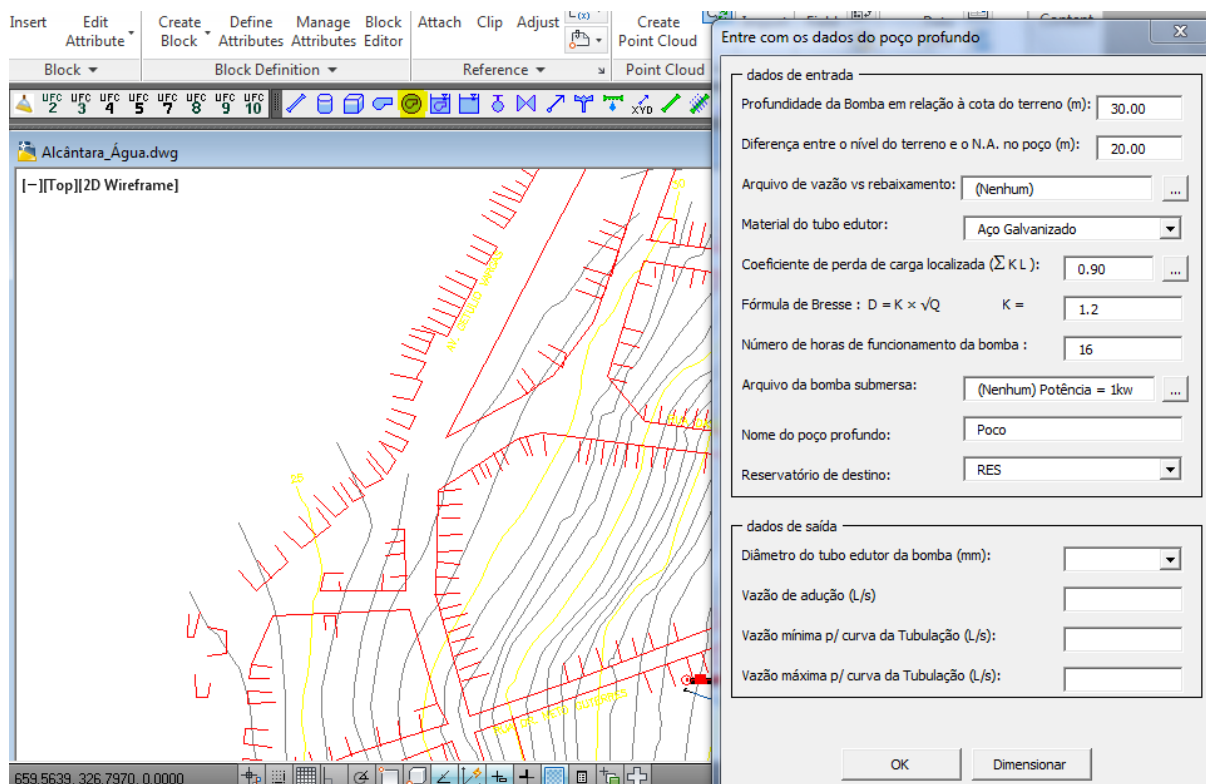 Insert Edit Attribute
Create Block
Define Attributes
Manage Attributes
Block Editor
Attach Clip Adjust
Create Point Cloud
Content
Block
Block Definition
Reference
Point Cloud
UFC 2 UFC 3 UFC 4 UFC 5 UFC 7 UFC 8 UFC 9 UFC 10
XYD
Alcântara_Água.dwg
[−][Top][2D Wireframe]
50
AV. GETULIO VARGAS
25
659.5639, 326.7970, 0.0000
Entre com os dados do poço profundo
dados de entrada
Profundidade da Bomba em relação à cota do terreno (m): 30.00
Diferença entre o nível do terreno e o N.A. no poço (m): 20.00
Arquivo de vazão vs rebaixamento: (Nenhum) ...
Material do tubo edutor: Aço Galvanizado
Coeficiente de perda de carga localizada (∑ K L ): 0.90 ...
Fórmula de Bresse : D = K × √Q K = 1.2
Número de horas de funcionamento da bomba : 16
Arquivo da bomba submersa: (Nenhum) Potência = 1kw ...
Nome do poço profundo: Poco
Reservatório de destino: RES
dados de saída
Diâmetro do tubo edutor da bomba (mm):
Vazão de adução (L/s)
Vazão mínima p/ curva da Tubulação (L/s):
Vazão máxima p/ curva da Tubulação (L/s):
OK Dimensionar